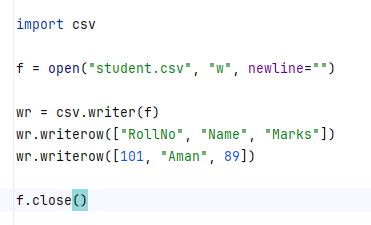 import csv
f = open("student.csv", "w", newline="")
wr = csv.writer(f)
wr.writerow(["RollNo", "Name", "Marks"])
wr.writerow([101, "Aman", 89])
f.close()